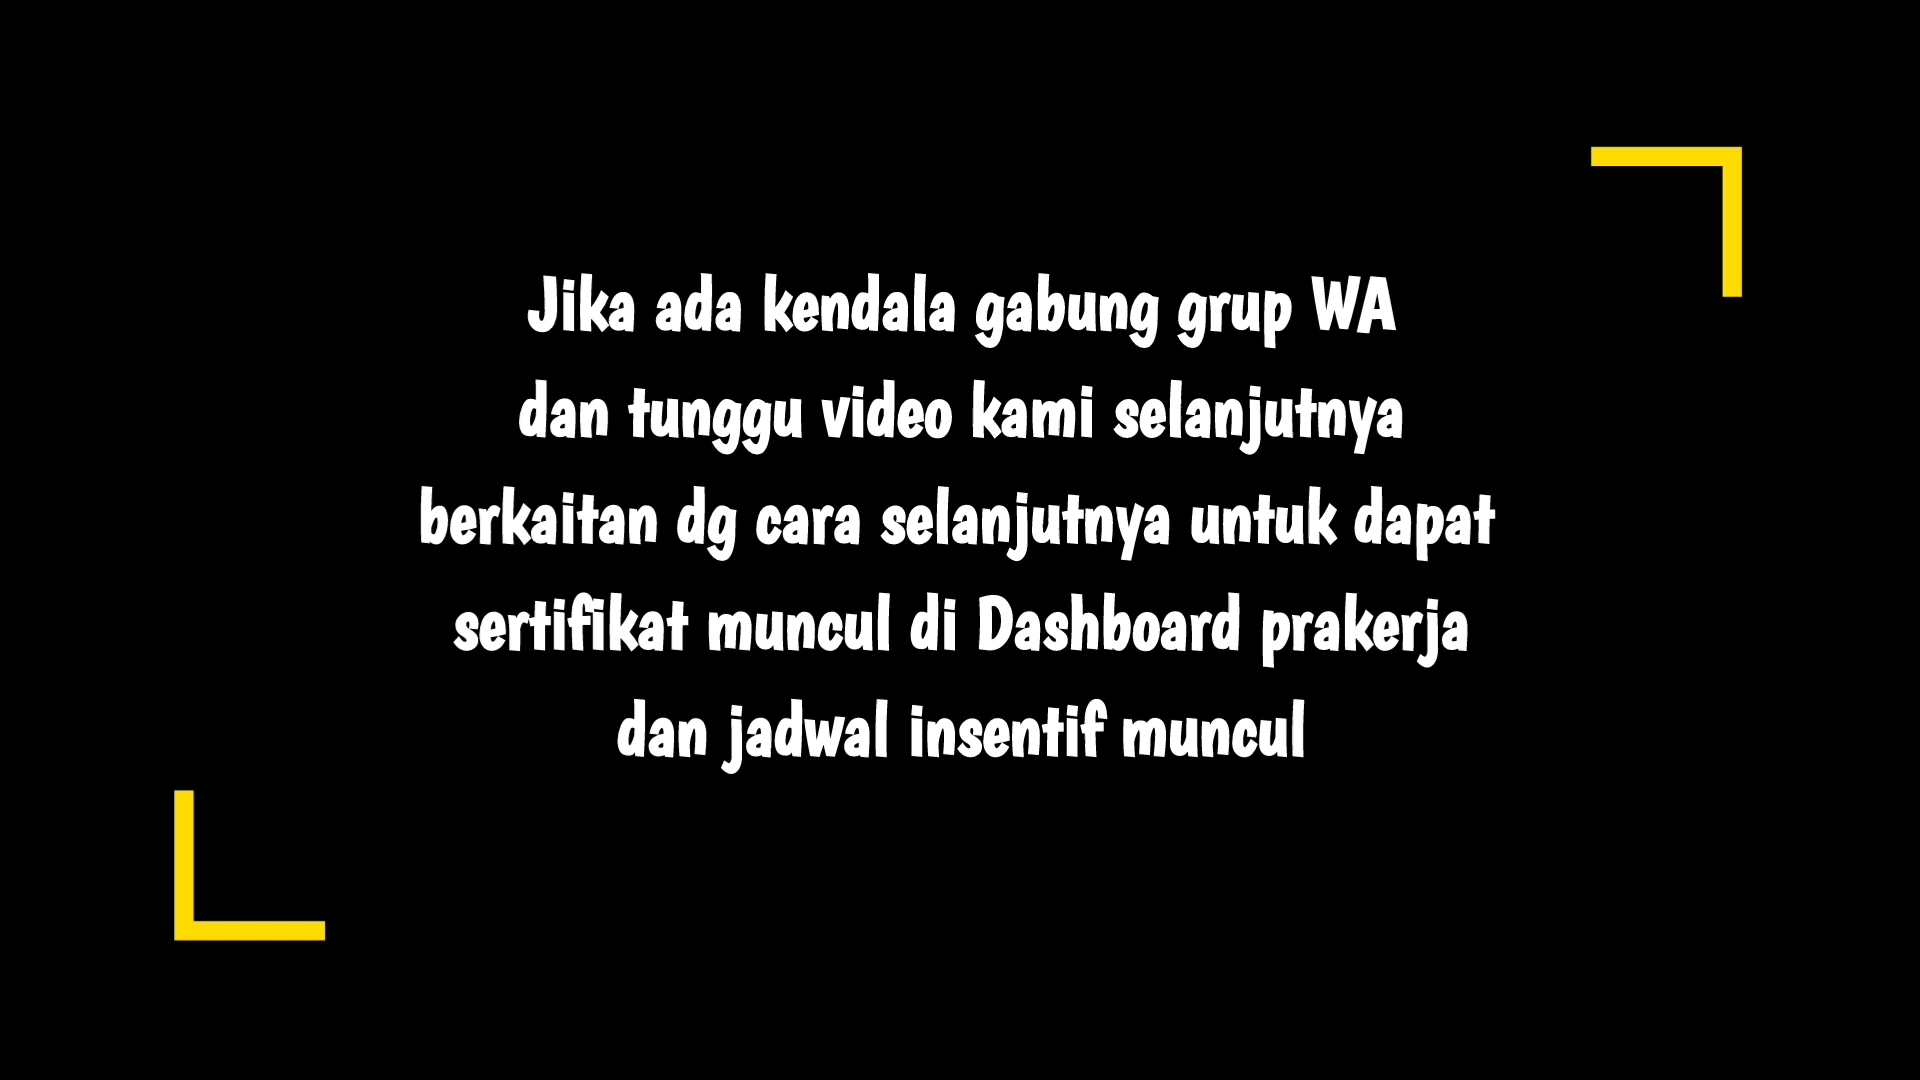 Jika ada kendala gabung grup WA
dan tunggu video kami selanjutnya
berkaitan dg cara selanjutnya untuk dapat
sertifikat muncul di Dashboard prakerja
dan jadwal insentif muncul